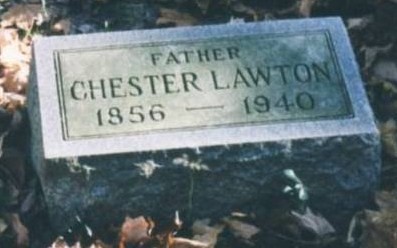 FATHER
CHESTER LAWTON
1856 — 1940